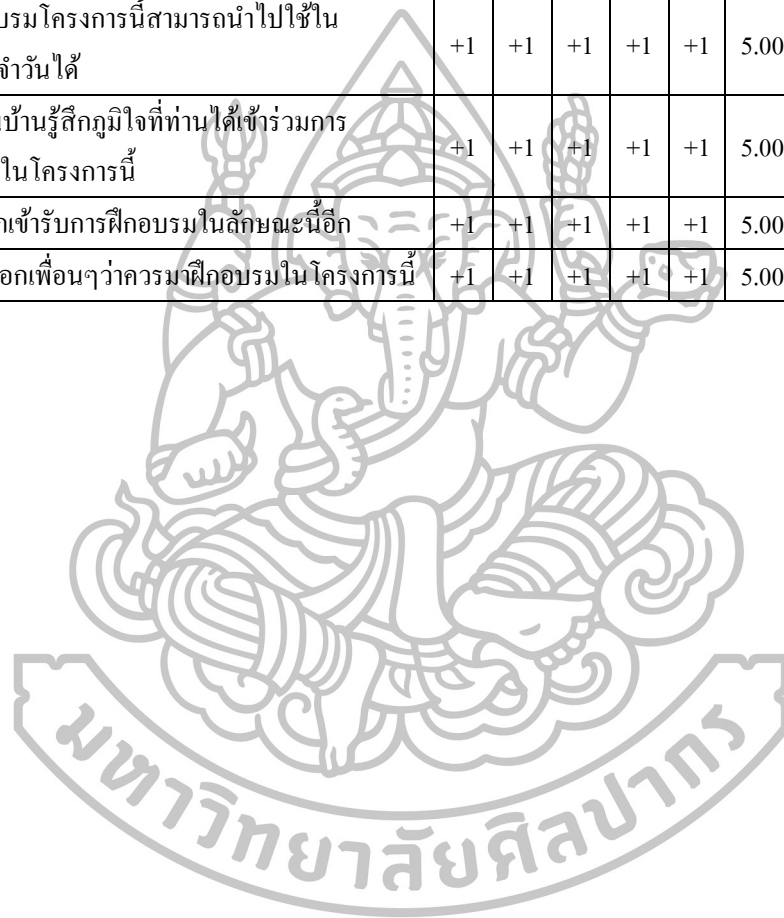 บรมโครงการนี้สามารถนำไปใช้ใน
จำวันได้ +1 +1 +1 +1 +1 5.00
บ้านรู้สึกภูมิใจที่ท่านได้เข้าร่วมการ
ในโครงการนี้ +1 +1 +1 +1 +1 5.00
เข้ารับการฝึกอบรมในลักษณะนี้อีก +1 +1 +1 +1 +1 5.00
อกเพื่อนๆว่าควรมาฝึกอบรมในโครงการนี้ +1 +1 +1 +1 +1 5.00
มหาวิทยาลัยศิลปากร